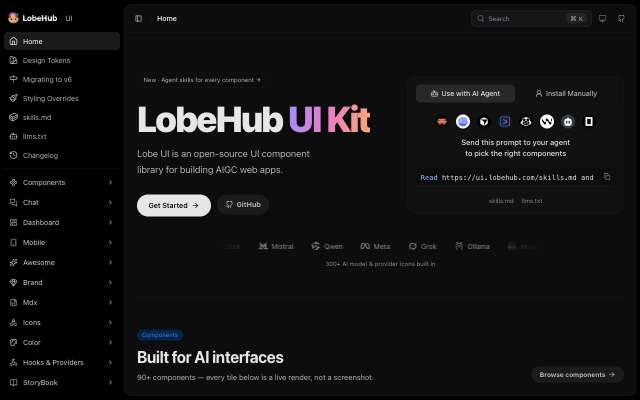 LobeHub UI
Home
Design Tokens
Migrating to v6
Styling Overrides
skills.md
llms.txt
Changelog
Components
Chat
Dashboard
Mobile
Awesome
Brand
Mdx
Icons
Color
Hooks & Providers
StoryBook
Home
Search
⌘ K
New · Agent skills for every component →
LobeHub UI Kit
Lobe UI is an open-source UI component
library for building AIGC web apps.
Get Started →
GitHub
Use with AI Agent
Install Manually
Send this prompt to your agent
to pick the right components
Read https://ui.lobehub.com/skills.md and
skills.md llms.txt
Mistral Qwen Meta Grok Ollama
300+ AI model & provider icons built in
Components
Built for AI interfaces
90+ components — every tile below is a live render, not a screenshot.
Browse components →